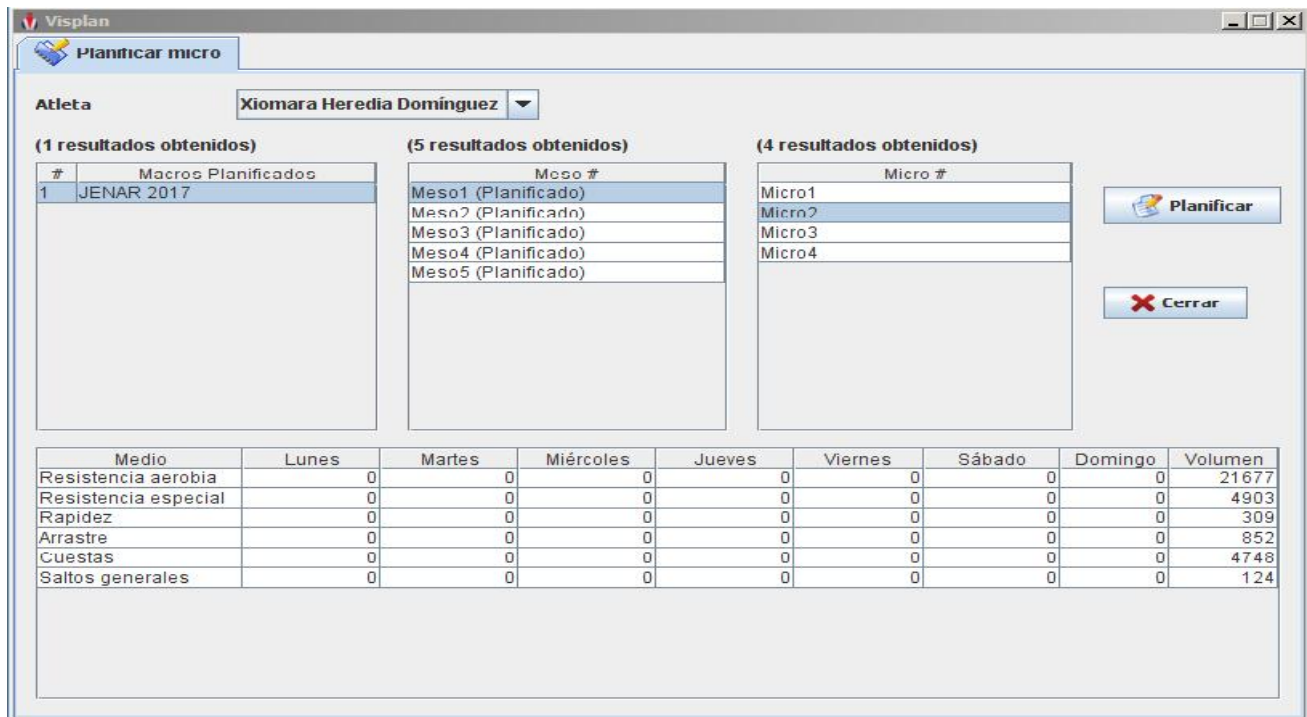 Visplan
Planificar micro
Atleta Xiomara Heredia Domínguez
(1 resultados obtenidos) (5 resultados obtenidos) (4 resultados obtenidos)
# Macros Planificados Meso # Micro #
1 JENAR 2017 Meso1 (Planificado) Micro1
Meso2 (Planificado) Micro2
Meso3 (Planificado) Micro3
Meso4 (Planificado) Micro4
Meso5 (Planificado)
Planificar
Cerrar
Medio Lunes Martes Miércoles Jueves Viernes Sábado Domingo Volumen
Resistencia aerobia 0 0 0 0 0 0 0 21677
Resistencia especial 0 0 0 0 0 0 0 4903
Rapidez 0 0 0 0 0 0 0 309
Arrastre 0 0 0 0 0 0 0 852
Cuestas 0 0 0 0 0 0 0 4748
Saltos generales 0 0 0 0 0 0 0 124